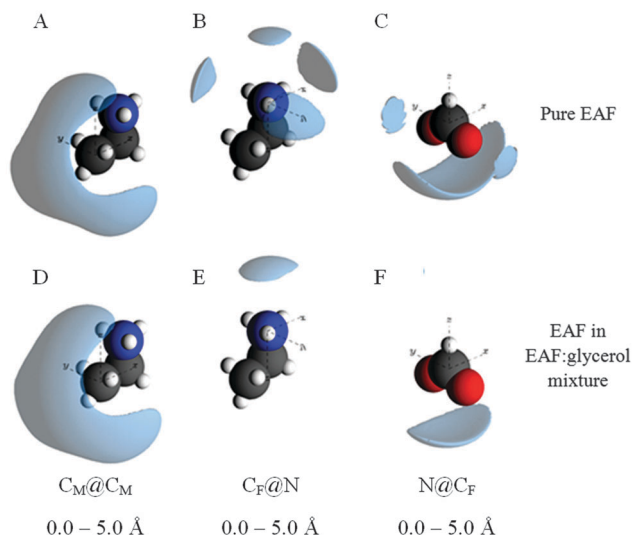 A
B
C
Pure EAF
D
E
F
EAF in
EAF:glycerol
mixture
C_M@C_M
C_F@N
N@C_F
0.0 – 5.0 Å
0.0 – 5.0 Å
0.0 – 5.0 Å